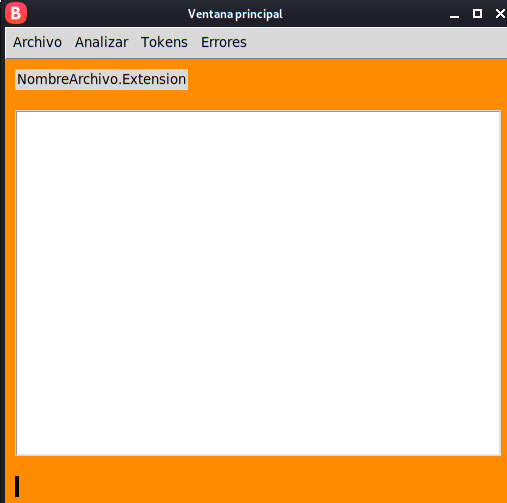 B
Ventana principal
Archivo Analizar Tokens Errores
NombreArchivo.Extension